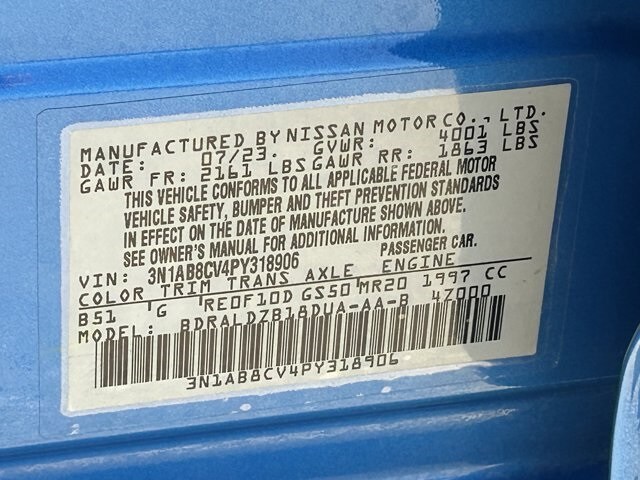 MANUFACTURED BY NISSAN MOTOR CO., LTD.
DATE: 07/23. GVWR: 4001 LBS
GAWR FR: 2161 LBS GAWR RR: 1863 LBS
THIS VEHICLE CONFORMS TO ALL APPLICABLE FEDERAL MOTOR
VEHICLE SAFETY, BUMPER AND THEFT PREVENTION STANDARDS
IN EFFECT ON THE DATE OF MANUFACTURE SHOWN ABOVE.
SEE OWNER'S MANUAL FOR ADDITIONAL INFORMATION.
VIN: 3N1AB8CV4PY318906 PASSENGER CAR.
COLOR TRIM TRANS AXLE ENGINE
B51 G RE0F10D GS50 MR20 1997 CC
MODEL: BDRALDZB18DUA-AA-B 4Z000
3N1AB8CV4PY318906